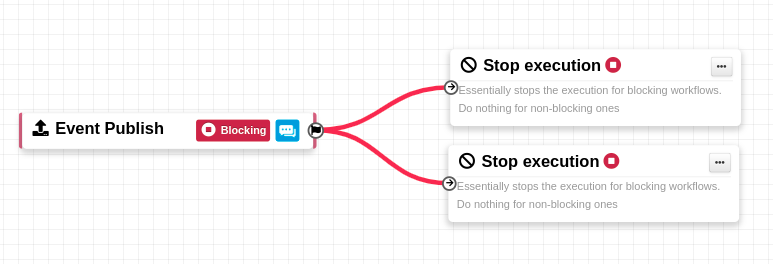 Event Publish
Blocking
Stop execution
Essentially stops the execution for blocking workflows.
Do nothing for non-blocking ones
Stop execution
Essentially stops the execution for blocking workflows.
Do nothing for non-blocking ones